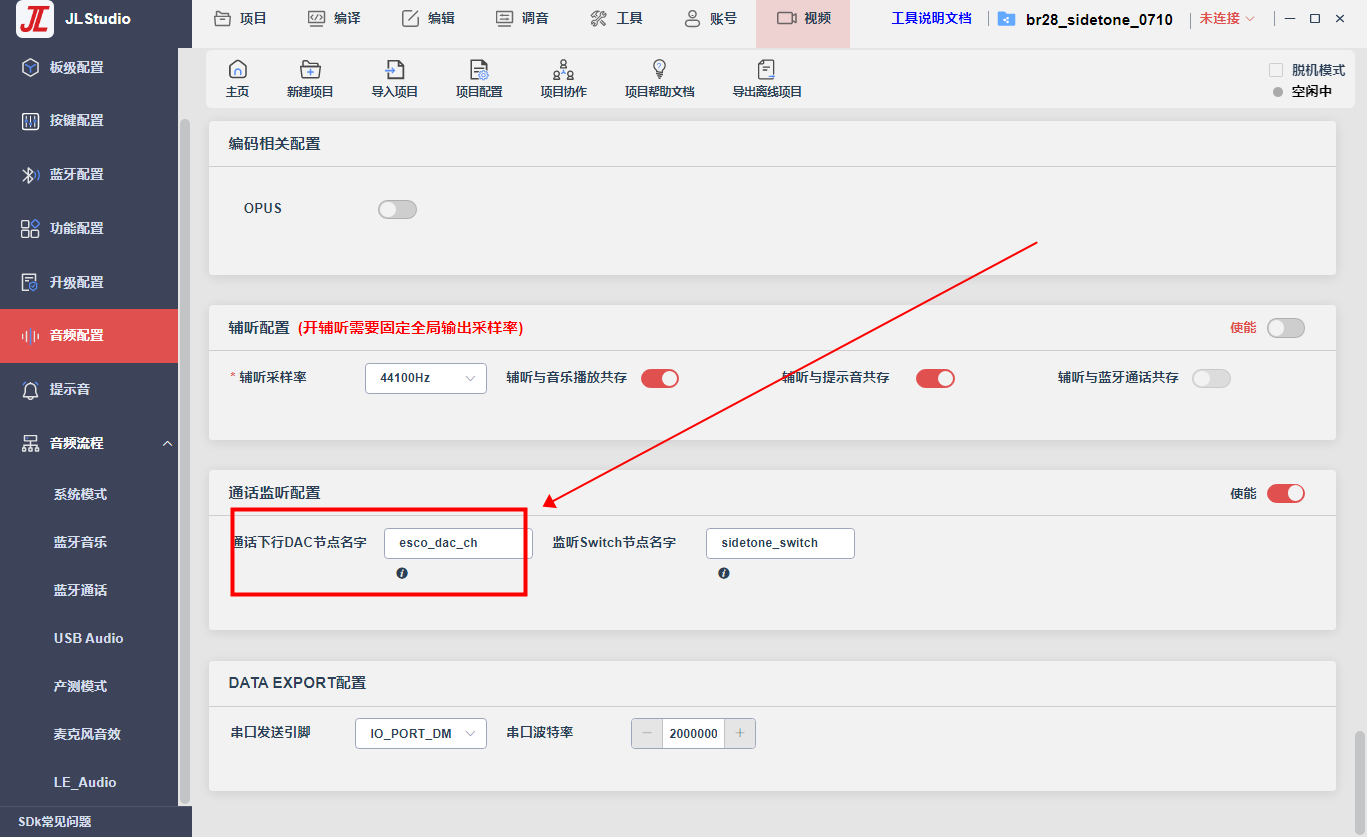 JL JLStudio
项目 编译 编辑 调音 工具 账号 视频 工具说明文档 br28_sidetone_0710 未连接
主页 新建项目 导入项目 项目配置 项目协作 项目帮助文档 导出离线项目
脱机模式
空闲中
板级配置
按键配置
蓝牙配置
功能配置
升级配置
音频配置
提示音
音频流程
系统模式
蓝牙音乐
蓝牙通话
USB Audio
产测模式
麦克风音效
LE_Audio
SDk常见问题
编码相关配置
OPUS
辅听配置 (开辅听需要固定全局输出采样率) 使能
* 辅听采样率 44100Hz 辅听与音乐播放共存 辅听与提示音共存 辅听与蓝牙通话共存
通话监听配置 使能
通话下行DAC节点名字 esco_dac_ch 监听Switch节点名字 sidetone_switch
DATA EXPORT配置
串口发送引脚 IO_PORT_DM 串口波特率 2000000